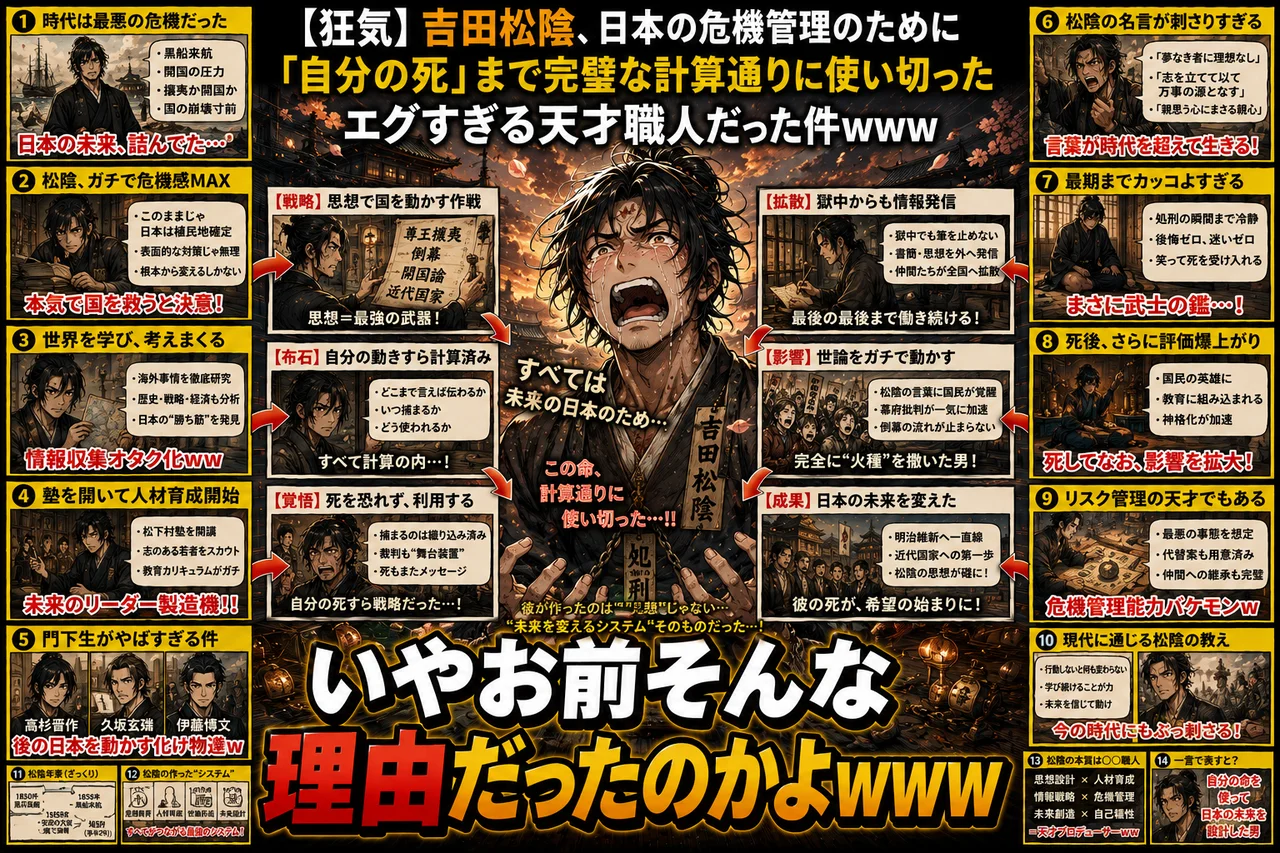 【狂気】吉田松陰、日本の危機管理のために
「自分の死」まで完璧な計算通りに使い切った
エグすぎる天才職人だった件www
1 時代は最悪の危機だった
・黒船来航
・開国の圧力
・攘夷か開国か
・国の崩壊寸前
日本の未来、詰んでた…
2 松陰、ガチで危機感MAX
・このままじゃ
日本は植民地確定
・表面的な対策じゃ無理
・根本から変えるしかない
本気で国を救うと決意!
3 世界を学び、考えまくる
・海外事情を徹底研究
・歴史・戦略・経済も分析
・日本の"勝ち筋"を発見
情報収集オタク化ww
4 塾を開いて人材育成開始
・松下村塾を開講
・志のある若者をスカウト
・教育カリキュラムがガチ
未来のリーダー製造機!!
5 門下生がやばすぎる件
高杉晋作
久坂玄瑞
伊藤博文
後の日本を動かす化け物達w
11 松陰年表(ざっくり)
12 松陰の作った"システム"
すべてがつながる最強のシステム!
【戦略】思想で国を動かす作戦
尊王攘夷
倒幕
開国論
近代国家
思想=最強の武器!
【布石】自分の動きすら計算済み
・どこまで言えば伝わるか
・いつ捕まるか
・どう使われるか
すべて計算の内…!
【覚悟】死を恐れず、利用する
・捕まるのは織り込み済み
・裁判も"舞台装置"
・死もまたメッセージ
自分の死すら戦略だった…!
すべては
未来の日本のため…
この命、
計算通りに
使い切った…!!
吉田松陰
処刑
彼が作ったのは
じゃない…
"未来を変えるシステム"そのものだった…!
【拡散】獄中からも情報発信
・獄中でも筆を止めない
・書簡・思想を外へ発信
・仲間たちが全国へ拡散
最後の最後まで働き続ける!
【影響】世論をガチで動かす
・松陰の言葉に国民が覚醒
・幕府批判が一気に加速
・倒幕の流れが止まらない
完全に"火種"を撒いた男!
【成果】日本の未来を変えた
・明治維新へ一直線
・近代国家への第一歩
・松陰の思想が礎に!
彼の死が、希望の始まりに!
6 松陰の名言が刺さりすぎる
・「夢なき者に理想なし」
・「志を立てて以て
万事の源となす」
・「親思う心にまさる親心」
言葉が時代を超えて生きる!
7 最期までカッコよすぎる
・処刑の瞬間まで冷静
・後悔ゼロ、迷いゼロ
・笑って死を受け入れる
まさに武士の鑑…!
8 死後、さらに評価爆上がり
・国民の英雄に
・教育に組み込まれる
・神格化が加速
死してなお、影響を拡大!
9 リスク管理の天才でもある
・最悪の事態を想定
・代替案も用意済み
・仲間への継承も完璧
危機管理能力バケモンw
10 現代に通じる松陰の教え
・行動しないと何も変わらない
・学び続けることが力
・未来を信じて動け
今の時代にもぶっ刺さる!
13 松陰の本質は〇〇職人
思想設計 × 人材育成
情報戦略 × 危機管理
未来創造 × 自己犠牲
=天才プロデューサーww
14 一言で表すと?
自分の命を
使って
日本の未来を
設計した男
いやお前そんな
理由だったのかよwww